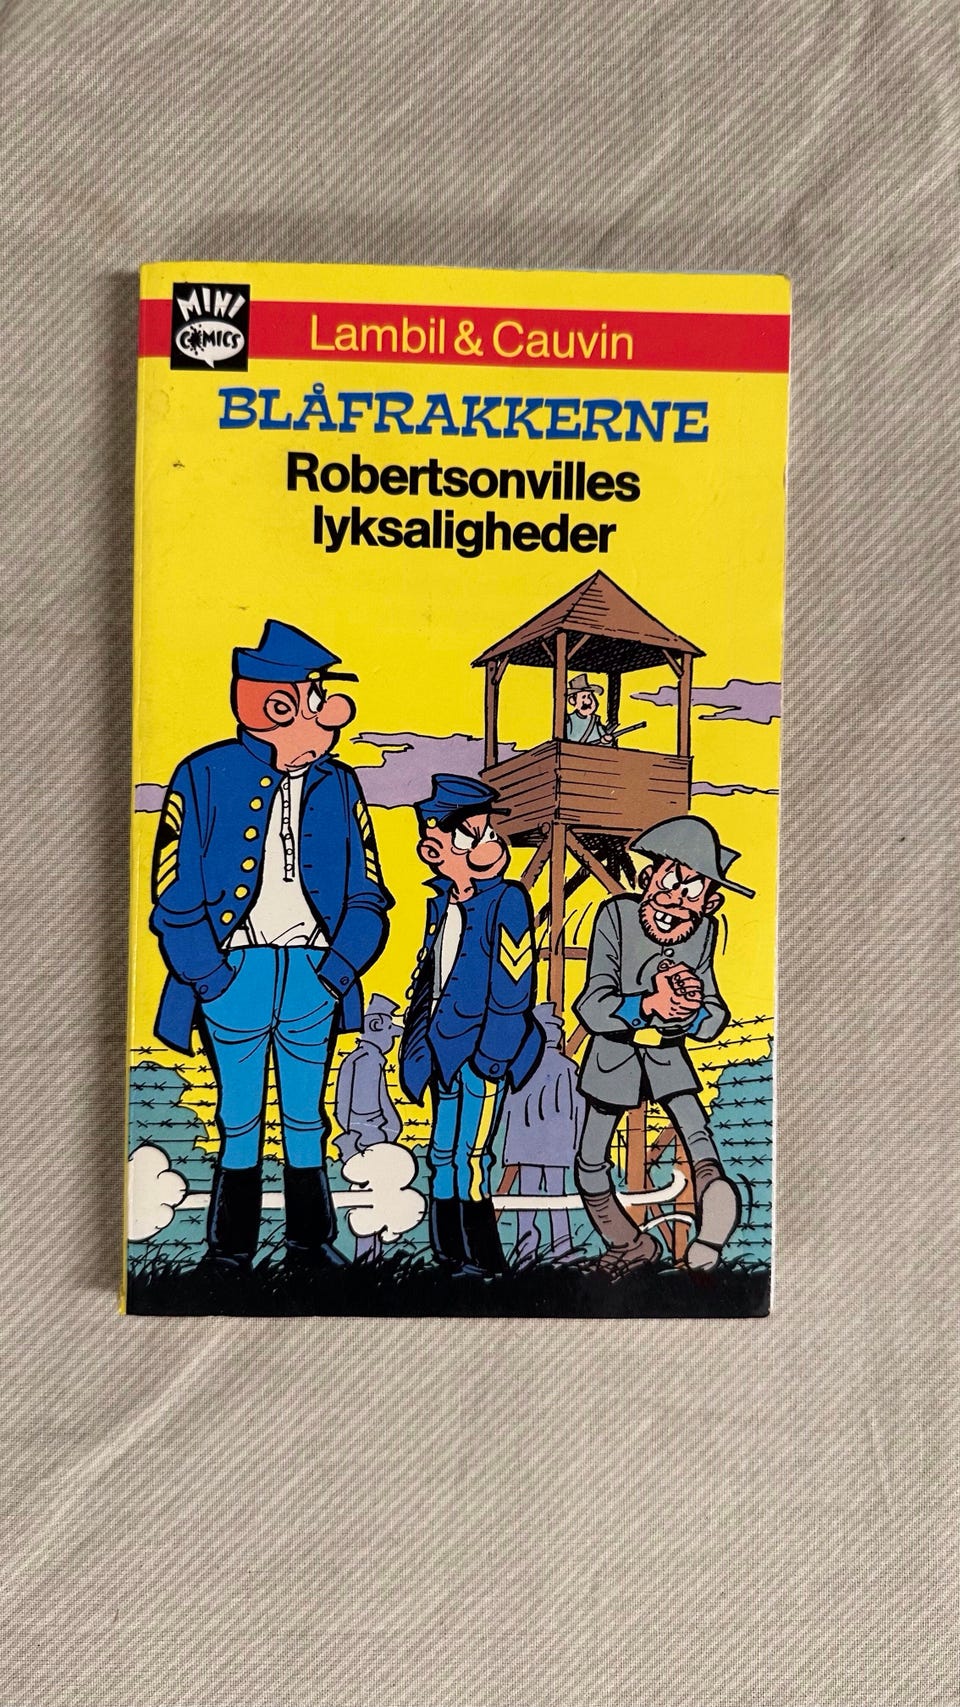 MINI
COMICS
Lambil & Cauvin
BLÅFRAKKERNE
Robertsonvilles
lyksaligheder